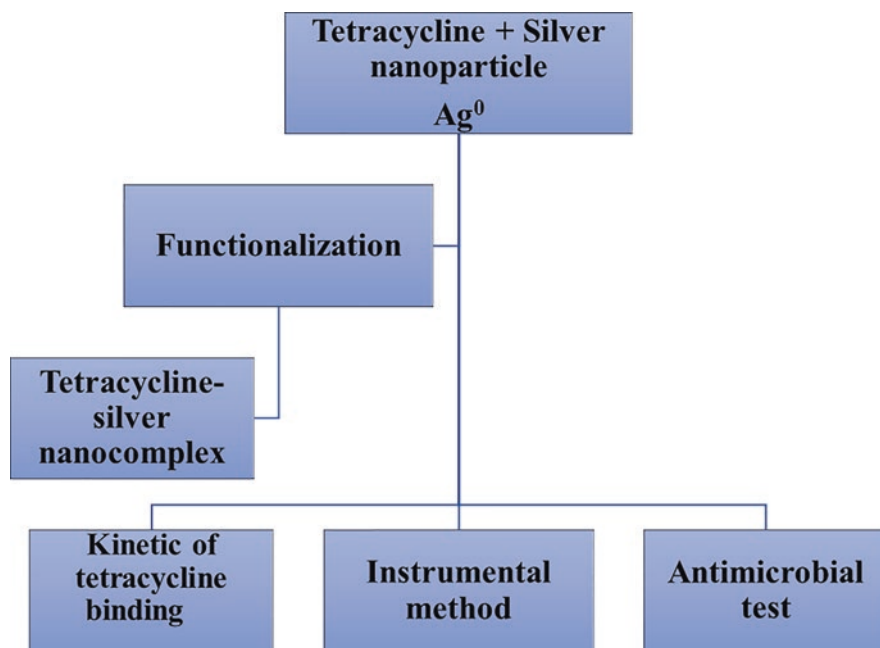 Tetracycline + Silver
nanoparticle
Ag⁰
Functionalization
Tetracycline-
silver
nanocomplex
Kinetic of
tetracycline
binding
Instrumental
method
Antimicrobial
test